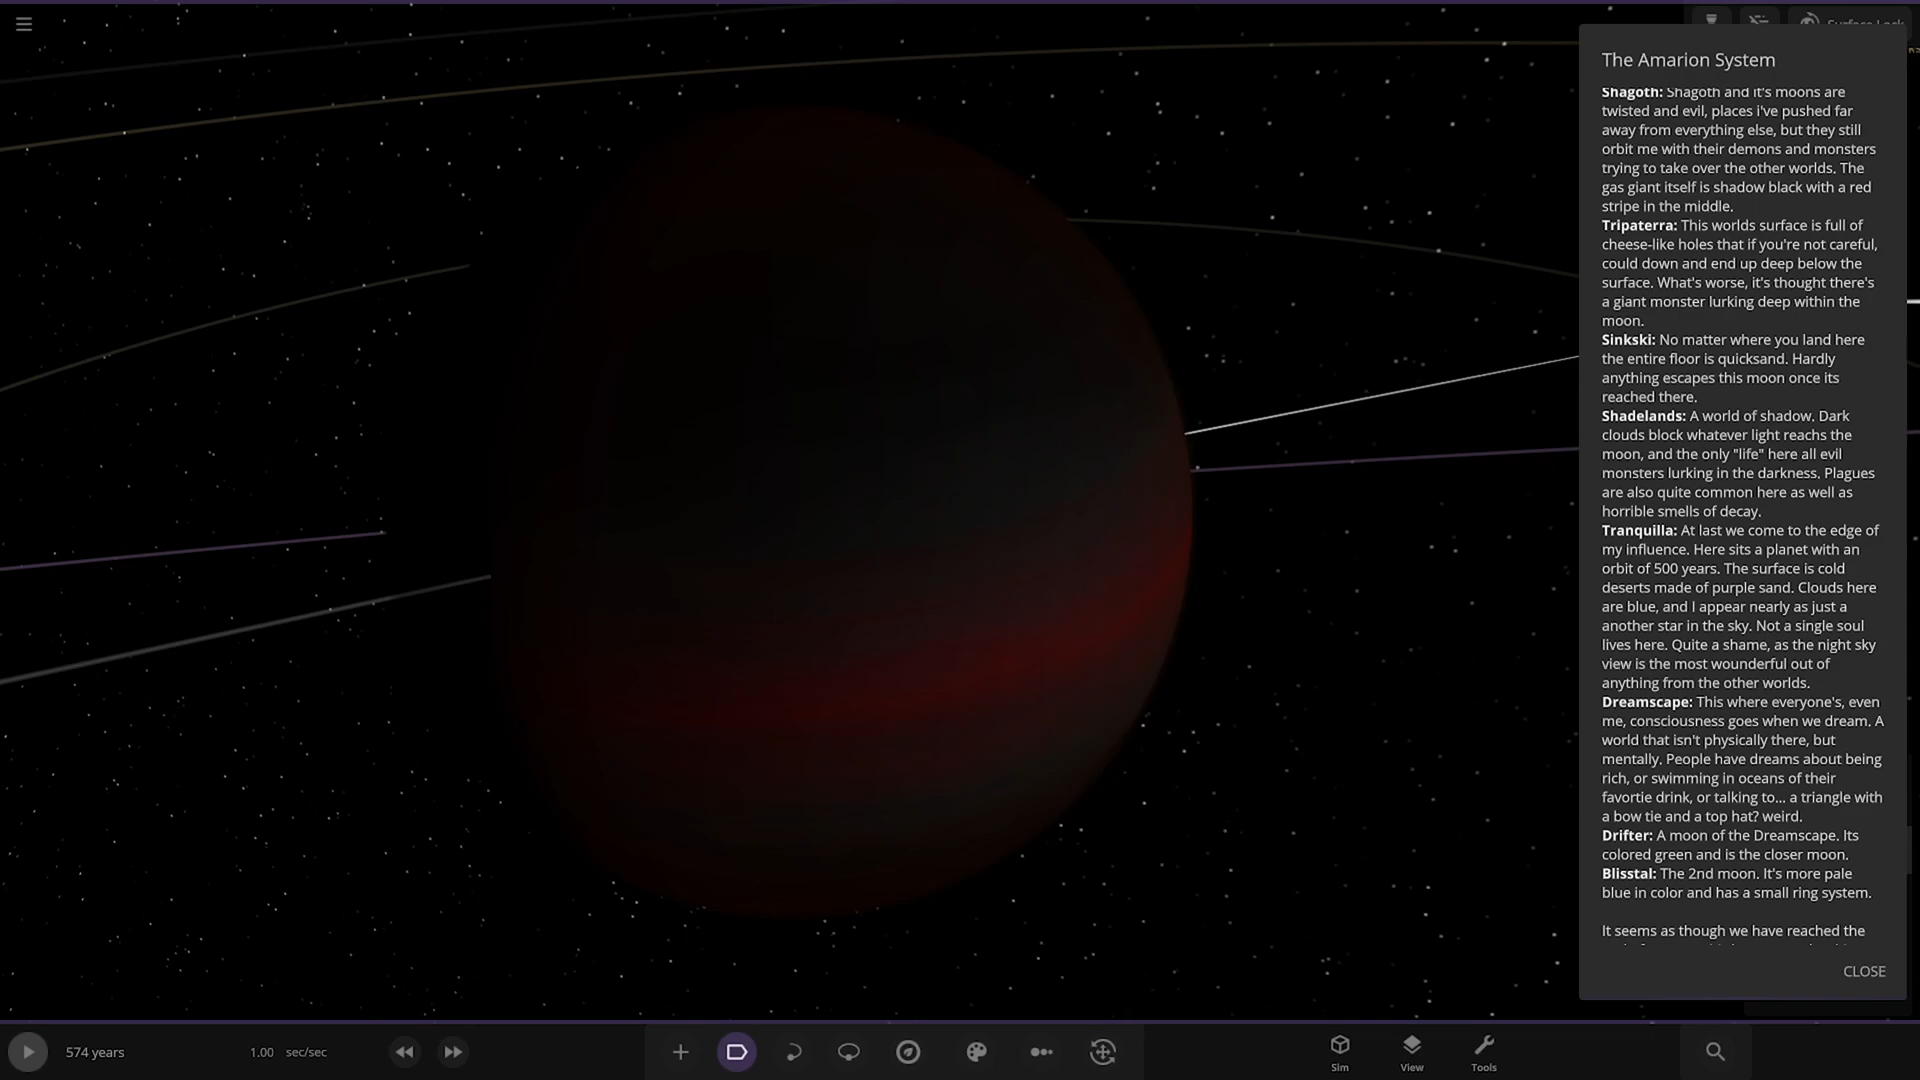 Surface Lock
The Amarion System
Shagoth: Shagoth and it's moons are
twisted and evil, places i've pushed far
away from everything else, but they still
orbit me with their demons and monsters
trying to take over the other worlds. The
gas giant itself is shadow black with a red
stripe in the middle.
Tripaterra: This worlds surface is full of
cheese-like holes that if you're not careful,
could down and end up deep below the
surface. What's worse, it's thought there's
a giant monster lurking deep within the
moon.
Sinkski: No matter where you land here
the entire floor is quicksand. Hardly
anything escapes this moon once its
reached there.
Shadelands: A world of shadow. Dark
clouds block whatever light reachs the
moon, and the only "life" here all evil
monsters lurking in the darkness. Plagues
are also quite common here as well as
horrible smells of decay.
Tranquilla: At last we come to the edge of
my influence. Here sits a planet with an
orbit of 500 years. The surface is cold
deserts made of purple sand. Clouds here
are blue, and I appear nearly as just a
another star in the sky. Not a single soul
lives here. Quite a shame, as the night sky
view is the most wounderful out of
anything from the other worlds.
Dreamscape: This where everyone's, even
me, consciousness goes when we dream. A
world that isn't physically there, but
mentally. People have dreams about being
rich, or swimming in oceans of their
favortie drink, or talking to... a triangle with
a bow tie and a top hat? weird.
Drifter: A moon of the Dreamscape. Its
colored green and is the closer moon.
Blisstal: The 2nd moon. It's more pale
blue in color and has a small ring system.
It seems as though we have reached the
CLOSE
574 years
1.00 sec/sec
Sim
View
Tools